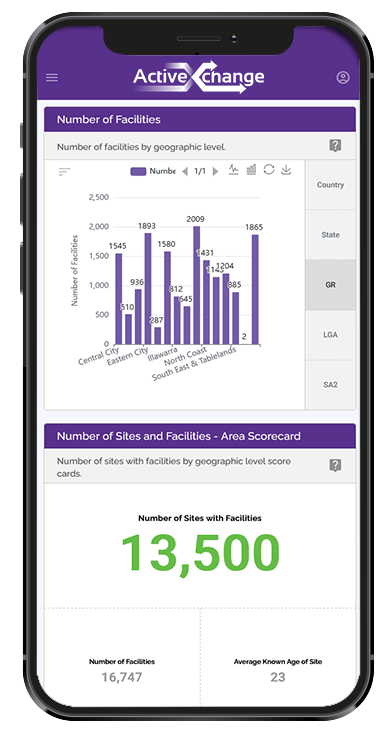 ActiveXchange
Number of Facilities
Number of facilities by geographic level.
Numbe
1/1
Country
State
GR
LGA
SA2
Number of Facilities
2,500
2,000
1,500
1,000
500
0
1545
510
936
1893
287
1580
812
645
2009
1431
1204
885
2
1865
Central City
Eastern City
Illawarra
North Coast
South East & Tablelands
Number of Sites and Facilities - Area Scorecard
Number of sites with facilities by geographic level score
cards.
Number of Sites with Facilities
13,500
Number of Facilities
16,747
Average Known Age of Site
23